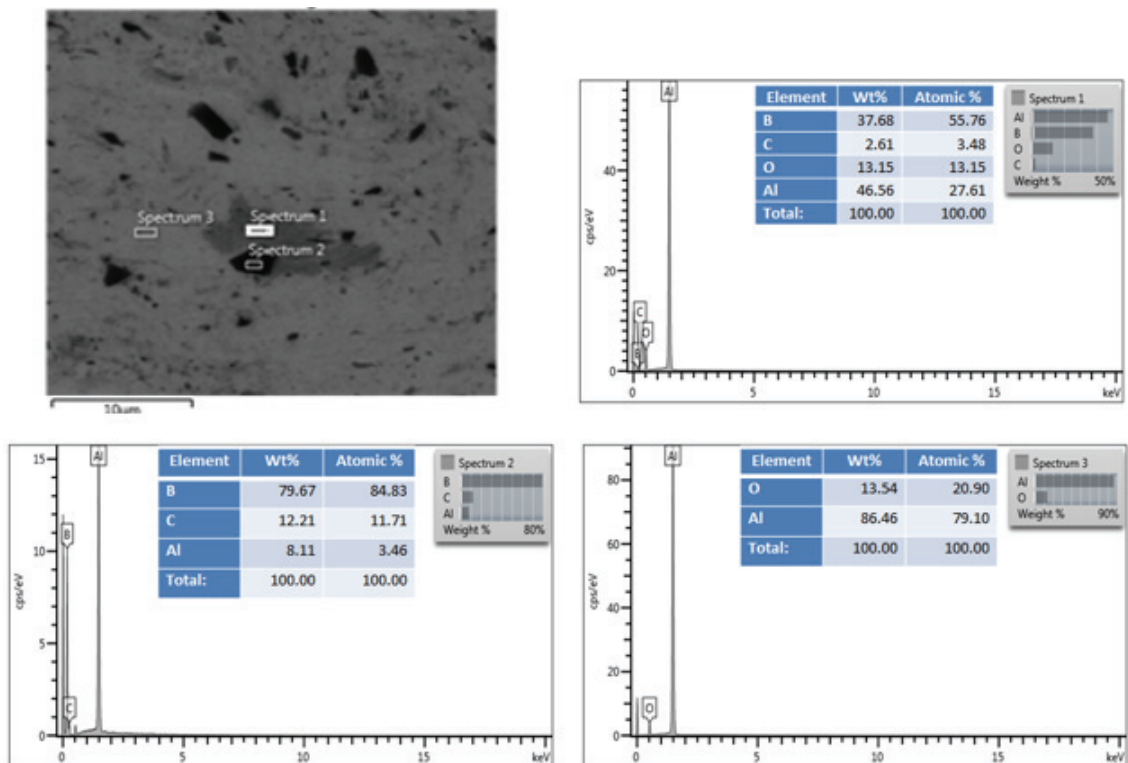 Spectrum 3
Spectrum 1
Spectrum 2
10µm
Al
cps/eV
40
20
0
C
O
B
0
5
10
15
keV
Element Wt% Atomic %
B 37.68 55.76
C 2.61 3.48
O 13.15 13.15
Al 46.56 27.61
Total: 100.00 100.00
Spectrum 1
Al
B
O
C
Weight % 50%
15
10
5
0
cps/eV
Al
B
C
0
5
10
15
keV
Element Wt% Atomic %
B 79.67 84.83
C 12.21 11.71
Al 8.11 3.46
Total: 100.00 100.00
Spectrum 2
B
C
Al
Weight % 80%
80
60
40
20
0
cps/eV
Al
O
0
5
10
15
keV
Element Wt% Atomic %
O 13.54 20.90
Al 86.46 79.10
Total: 100.00 100.00
Spectrum 3
Al
O
Weight % 90%